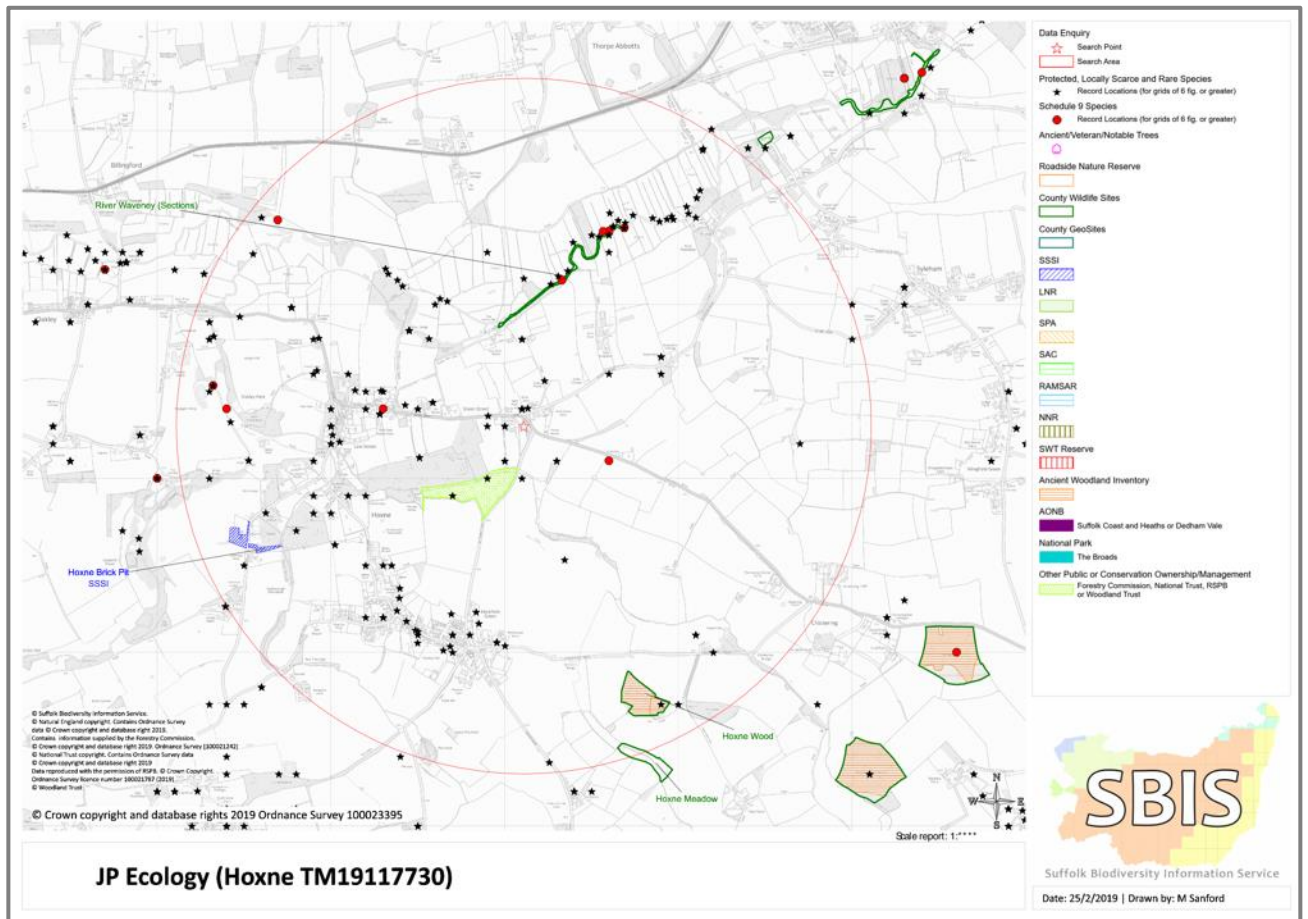 Thorpe Abbotts
Billingford
River Waveney (Sections)
Syleham
Oakley
Hoxne
Hoxne Brick Pit
SSSI
Chickering
Hoxne Wood
Hoxne Meadow
© Suffolk Biodiversity Information Service.
© Natural England copyright. Contains Ordnance Survey
data © Crown copyright and database right 2019.
Contains information supplied by the Forestry Commission.
© Crown copyright and database right 2019. Ordnance Survey [100021242]
© National Trust copyright. Contains Ordnance Survey data
© Crown copyright and database right 2019
Data reproduced with the permission of RSPB. © Crown Copyright.
Ordnance Survey licence number 100021787 (2019)
© Woodland Trust
© Crown copyright and database rights 2019 Ordnance Survey 100023395
N
W E
S
Scale report: 1:****
Data Enquiry
Search Point
Search Area
Protected, Locally Scarce and Rare Species
Record Locations (for grids of 6 fig. or greater)
Schedule 9 Species
Record Locations (for grids of 6 fig. or greater)
Ancient/Veteran/Notable Trees
Roadside Nature Reserve
County Wildlife Sites
County GeoSites
SSSI
LNR
SPA
SAC
RAMSAR
NNR
SWT Reserve
Ancient Woodland Inventory
AONB
Suffolk Coast and Heaths or Dedham Vale
National Park
The Broads
Other Public or Conservation Ownership/Management
Forestry Commission, National Trust, RSPB
or Woodland Trust
SBIS
Suffolk Biodiversity Information Service
JP Ecology (Hoxne TM19117730)
Date: 25/2/2019 | Drawn by: M Sanford